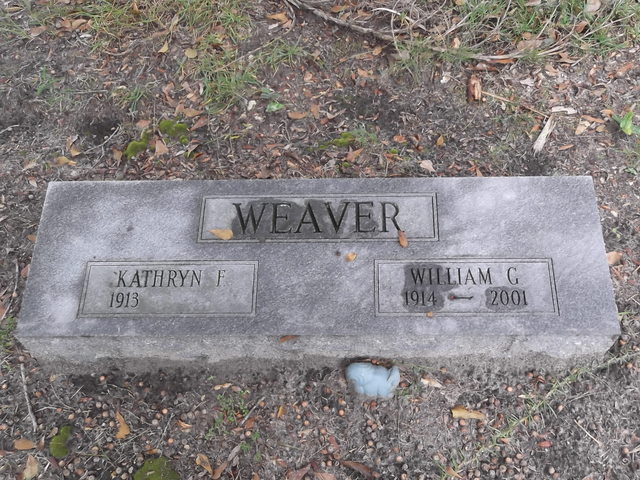 WEAVER
KATHRYN F
1913
WILLIAM G
1914 — 2001